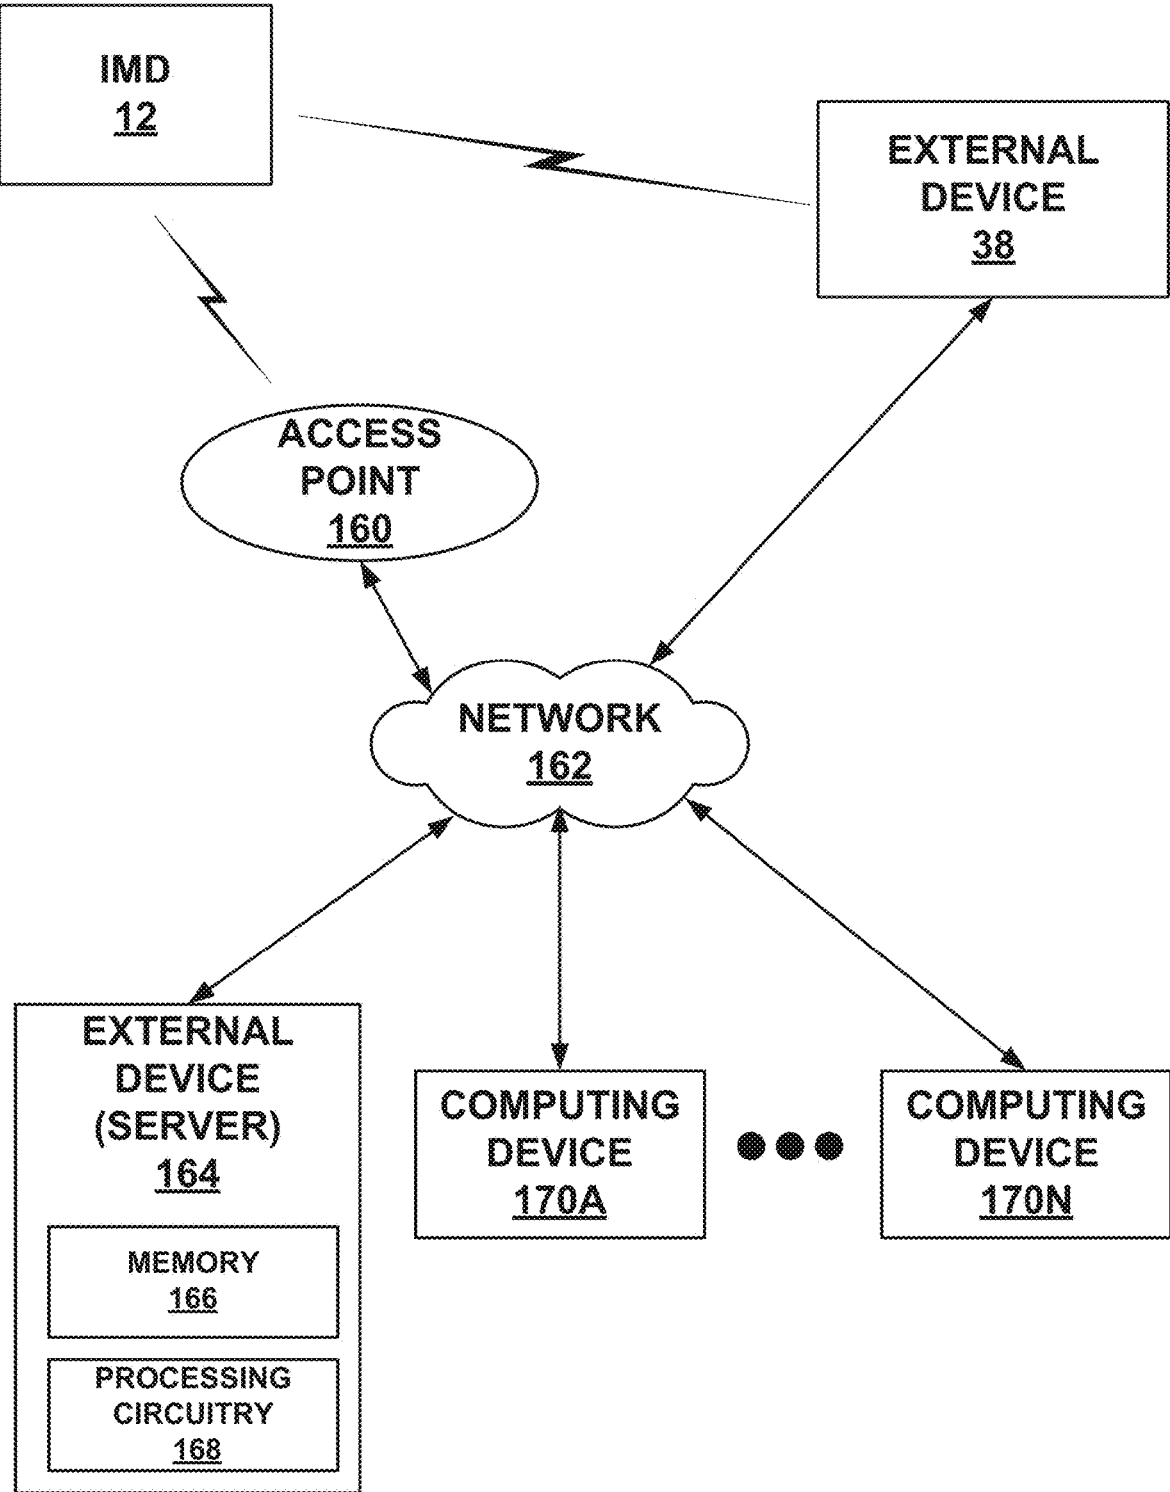 IMD
12
EXTERNAL
DEVICE
38
ACCESS
POINT
160
NETWORK
162
EXTERNAL
DEVICE
(SERVER)
164
MEMORY
166
PROCESSING
CIRCUITRY
168
COMPUTING
DEVICE
170A
COMPUTING
DEVICE
170N